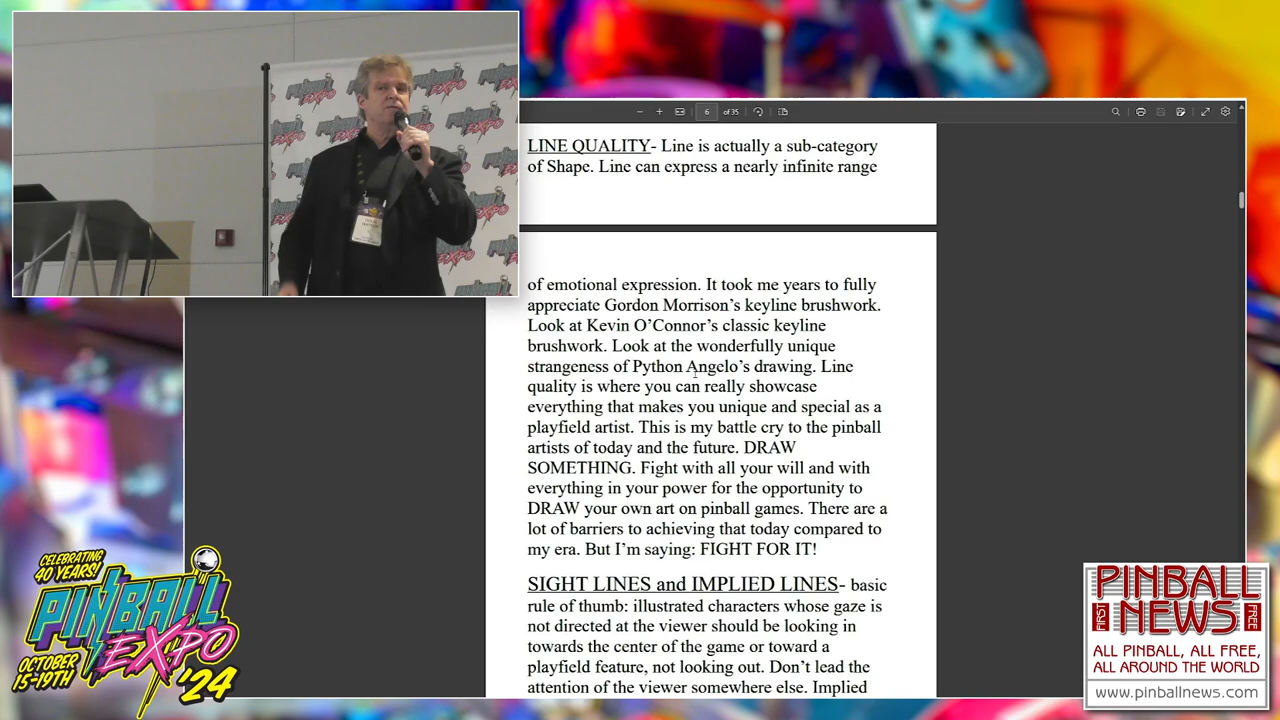 PINBALL EXPO
6 of 35
LINE QUALITY- Line is actually a sub-category
of Shape. Line can express a nearly infinite range
of emotional expression. It took me years to fully
appreciate Gordon Morrison’s keyline brushwork.
Look at Kevin O’Connor’s classic keyline
brushwork. Look at the wonderfully unique
strangeness of Python Angelo’s drawing. Line
quality is where you can really showcase
everything that makes you unique and special as a
playfield artist. This is my battle cry to the pinball
artists of today and the future. DRAW
SOMETHING. Fight with all your will and with
everything in your power for the opportunity to
DRAW your own art on pinball games. There are a
lot of barriers to achieving that today compared to
my era. But I’m saying: FIGHT FOR IT!
SIGHT LINES and IMPLIED LINES- basic
rule of thumb: illustrated characters whose gaze is
not directed at the viewer should be looking in
towards the center of the game or toward a
playfield feature, not looking out. Don’t lead the
attention of the viewer somewhere else. Implied
CELEBRATING
40 YEARS!
PINBALL
EXPO
OCTOBER
15-19TH
'24
PINBALL
FIRST NEWS FREE
ALL PINBALL, ALL FREE,
ALL AROUND THE WORLD
www.pinballnews.com